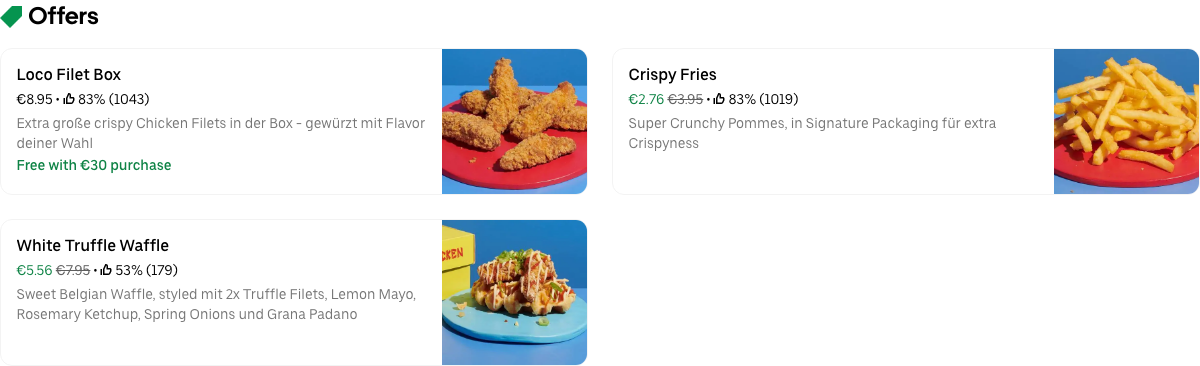 Offers
Loco Filet Box
€8.95 • 83% (1043)
Extra große crispy Chicken Filets in der Box - gewürzt mit Flavor
deiner Wahl
Free with €30 purchase
Crispy Fries
€2.76 €3.95 • 83% (1019)
Super Crunchy Pommes, in Signature Packaging für extra
Crispyness
White Truffle Waffle
€5.56 €7.95 • 53% (179)
Sweet Belgian Waffle, styled mit 2x Truffle Filets, Lemon Mayo,
Rosemary Ketchup, Spring Onions und Grana Padano
CKEN